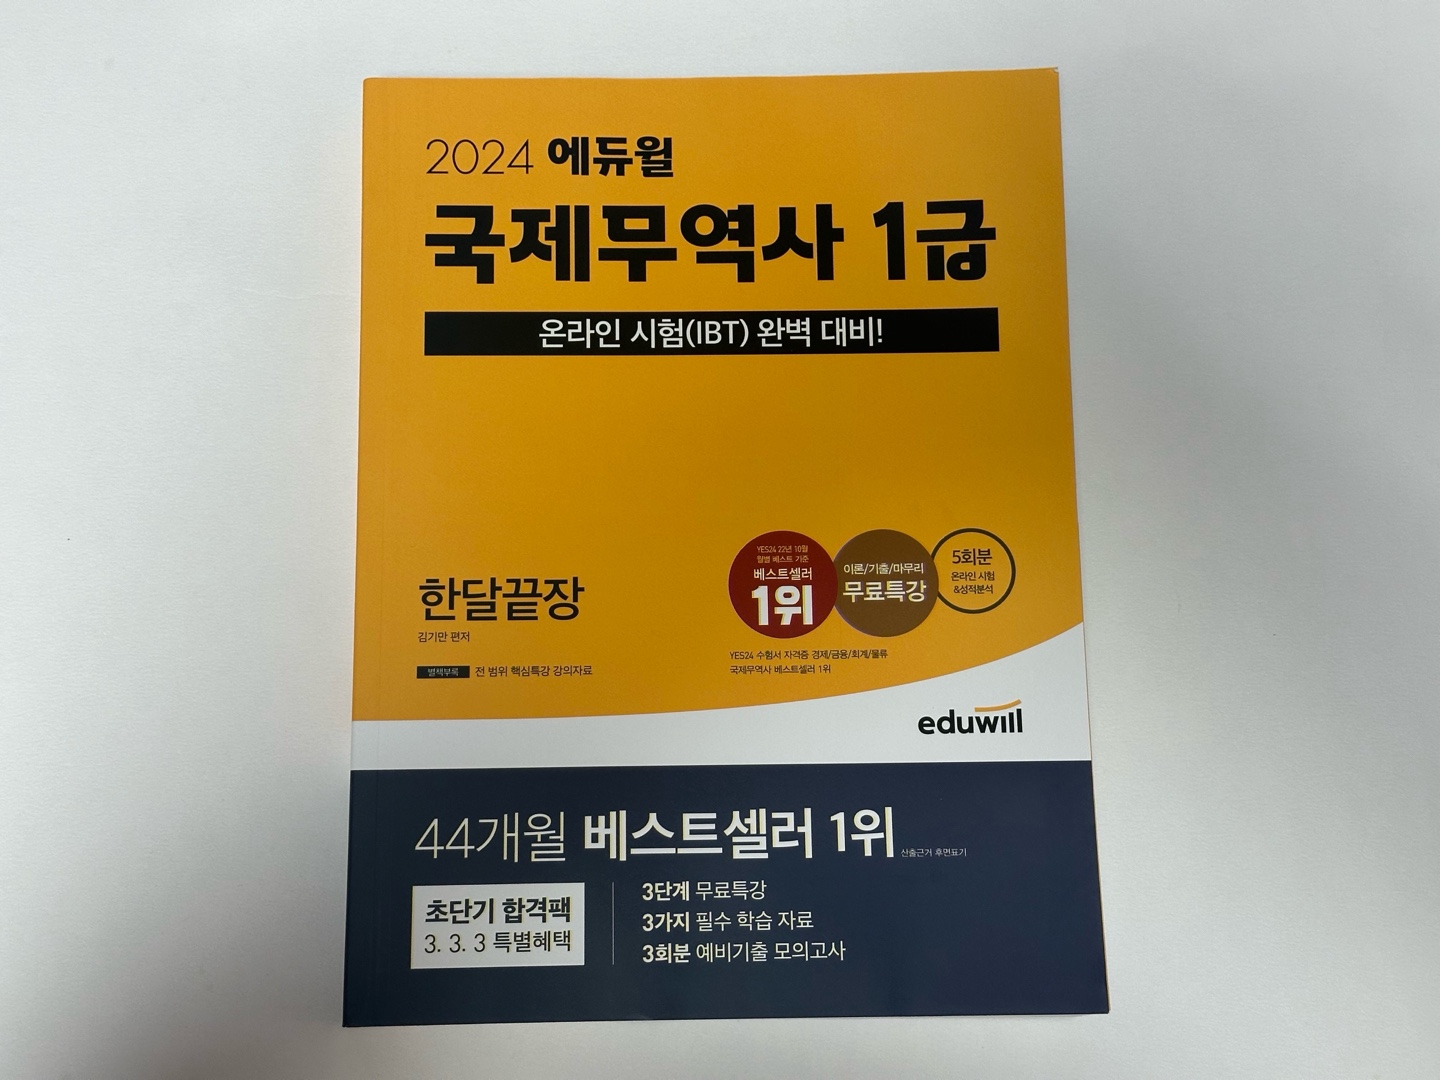 2024 에듀윌
국제무역사 1급
온라인 시험(IBT) 완벽 대비!
한달끝장
김기만 편저
별책부록 전 범위 핵심특강 강의자료
YES24 22년 10월
월별 베스트 기준
베스트셀러
1위
이론/기출/마무리
무료특강
5회분
온라인 시험
&성적분석
YES24 수험서 자격증 경제/금융/회계/물류
국제무역사 베스트셀러 1위
eduwill
44개월 베스트셀러 1위 산출근거 후면표기
초단기 합격팩
3. 3. 3 특별혜택
3단계 무료특강
3가지 필수 학습 자료
3회분 예비기출 모의고사